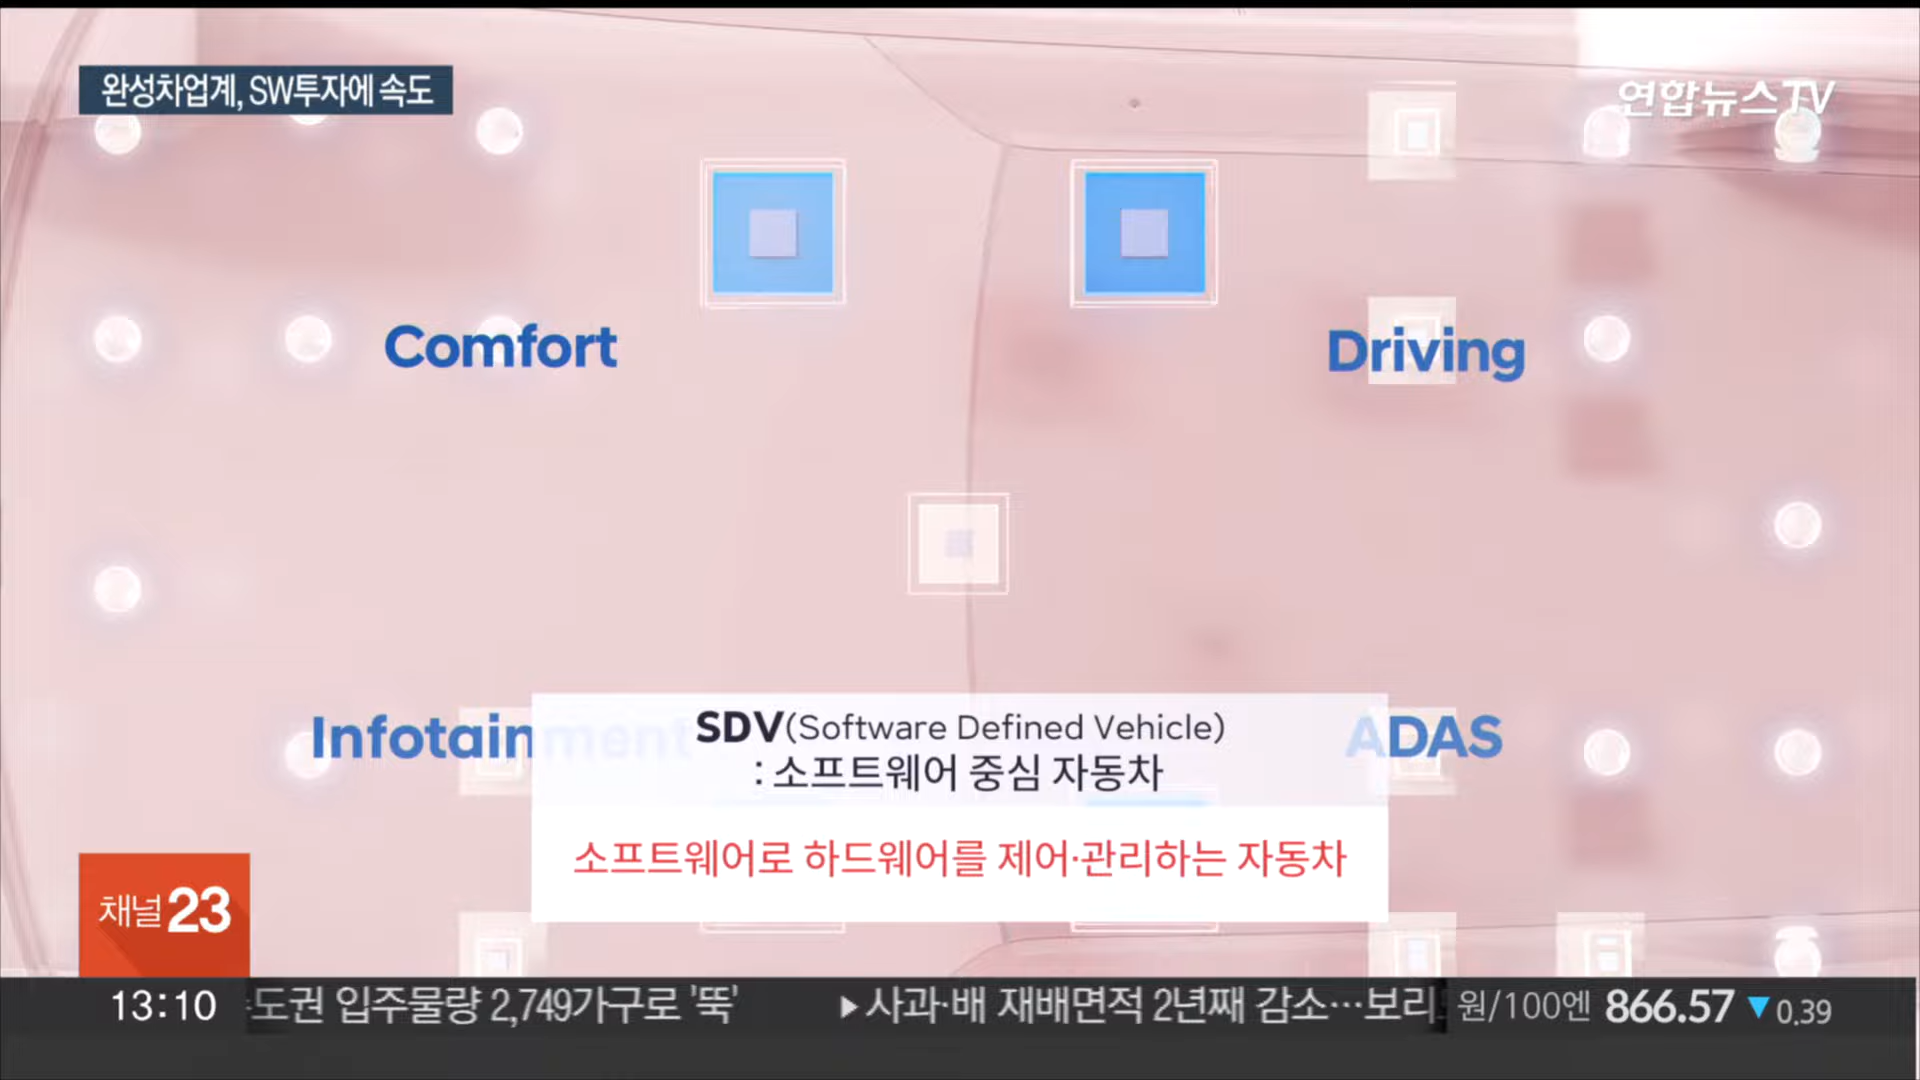 완성차업계, SW투자에 속도
연합뉴스TV
Comfort
Driving
Infotainment
ADAS
SDV(Software Defined Vehicle)
: 소프트웨어 중심 자동차
소프트웨어로 하드웨어를 제어·관리하는 자동차
채널 23
13:10
도권 입주물량 2,749가구로 '뚝' ▶사과·배 재배면적 2년째 감소…보리
원/100엔 866.57 ▼ 0.39